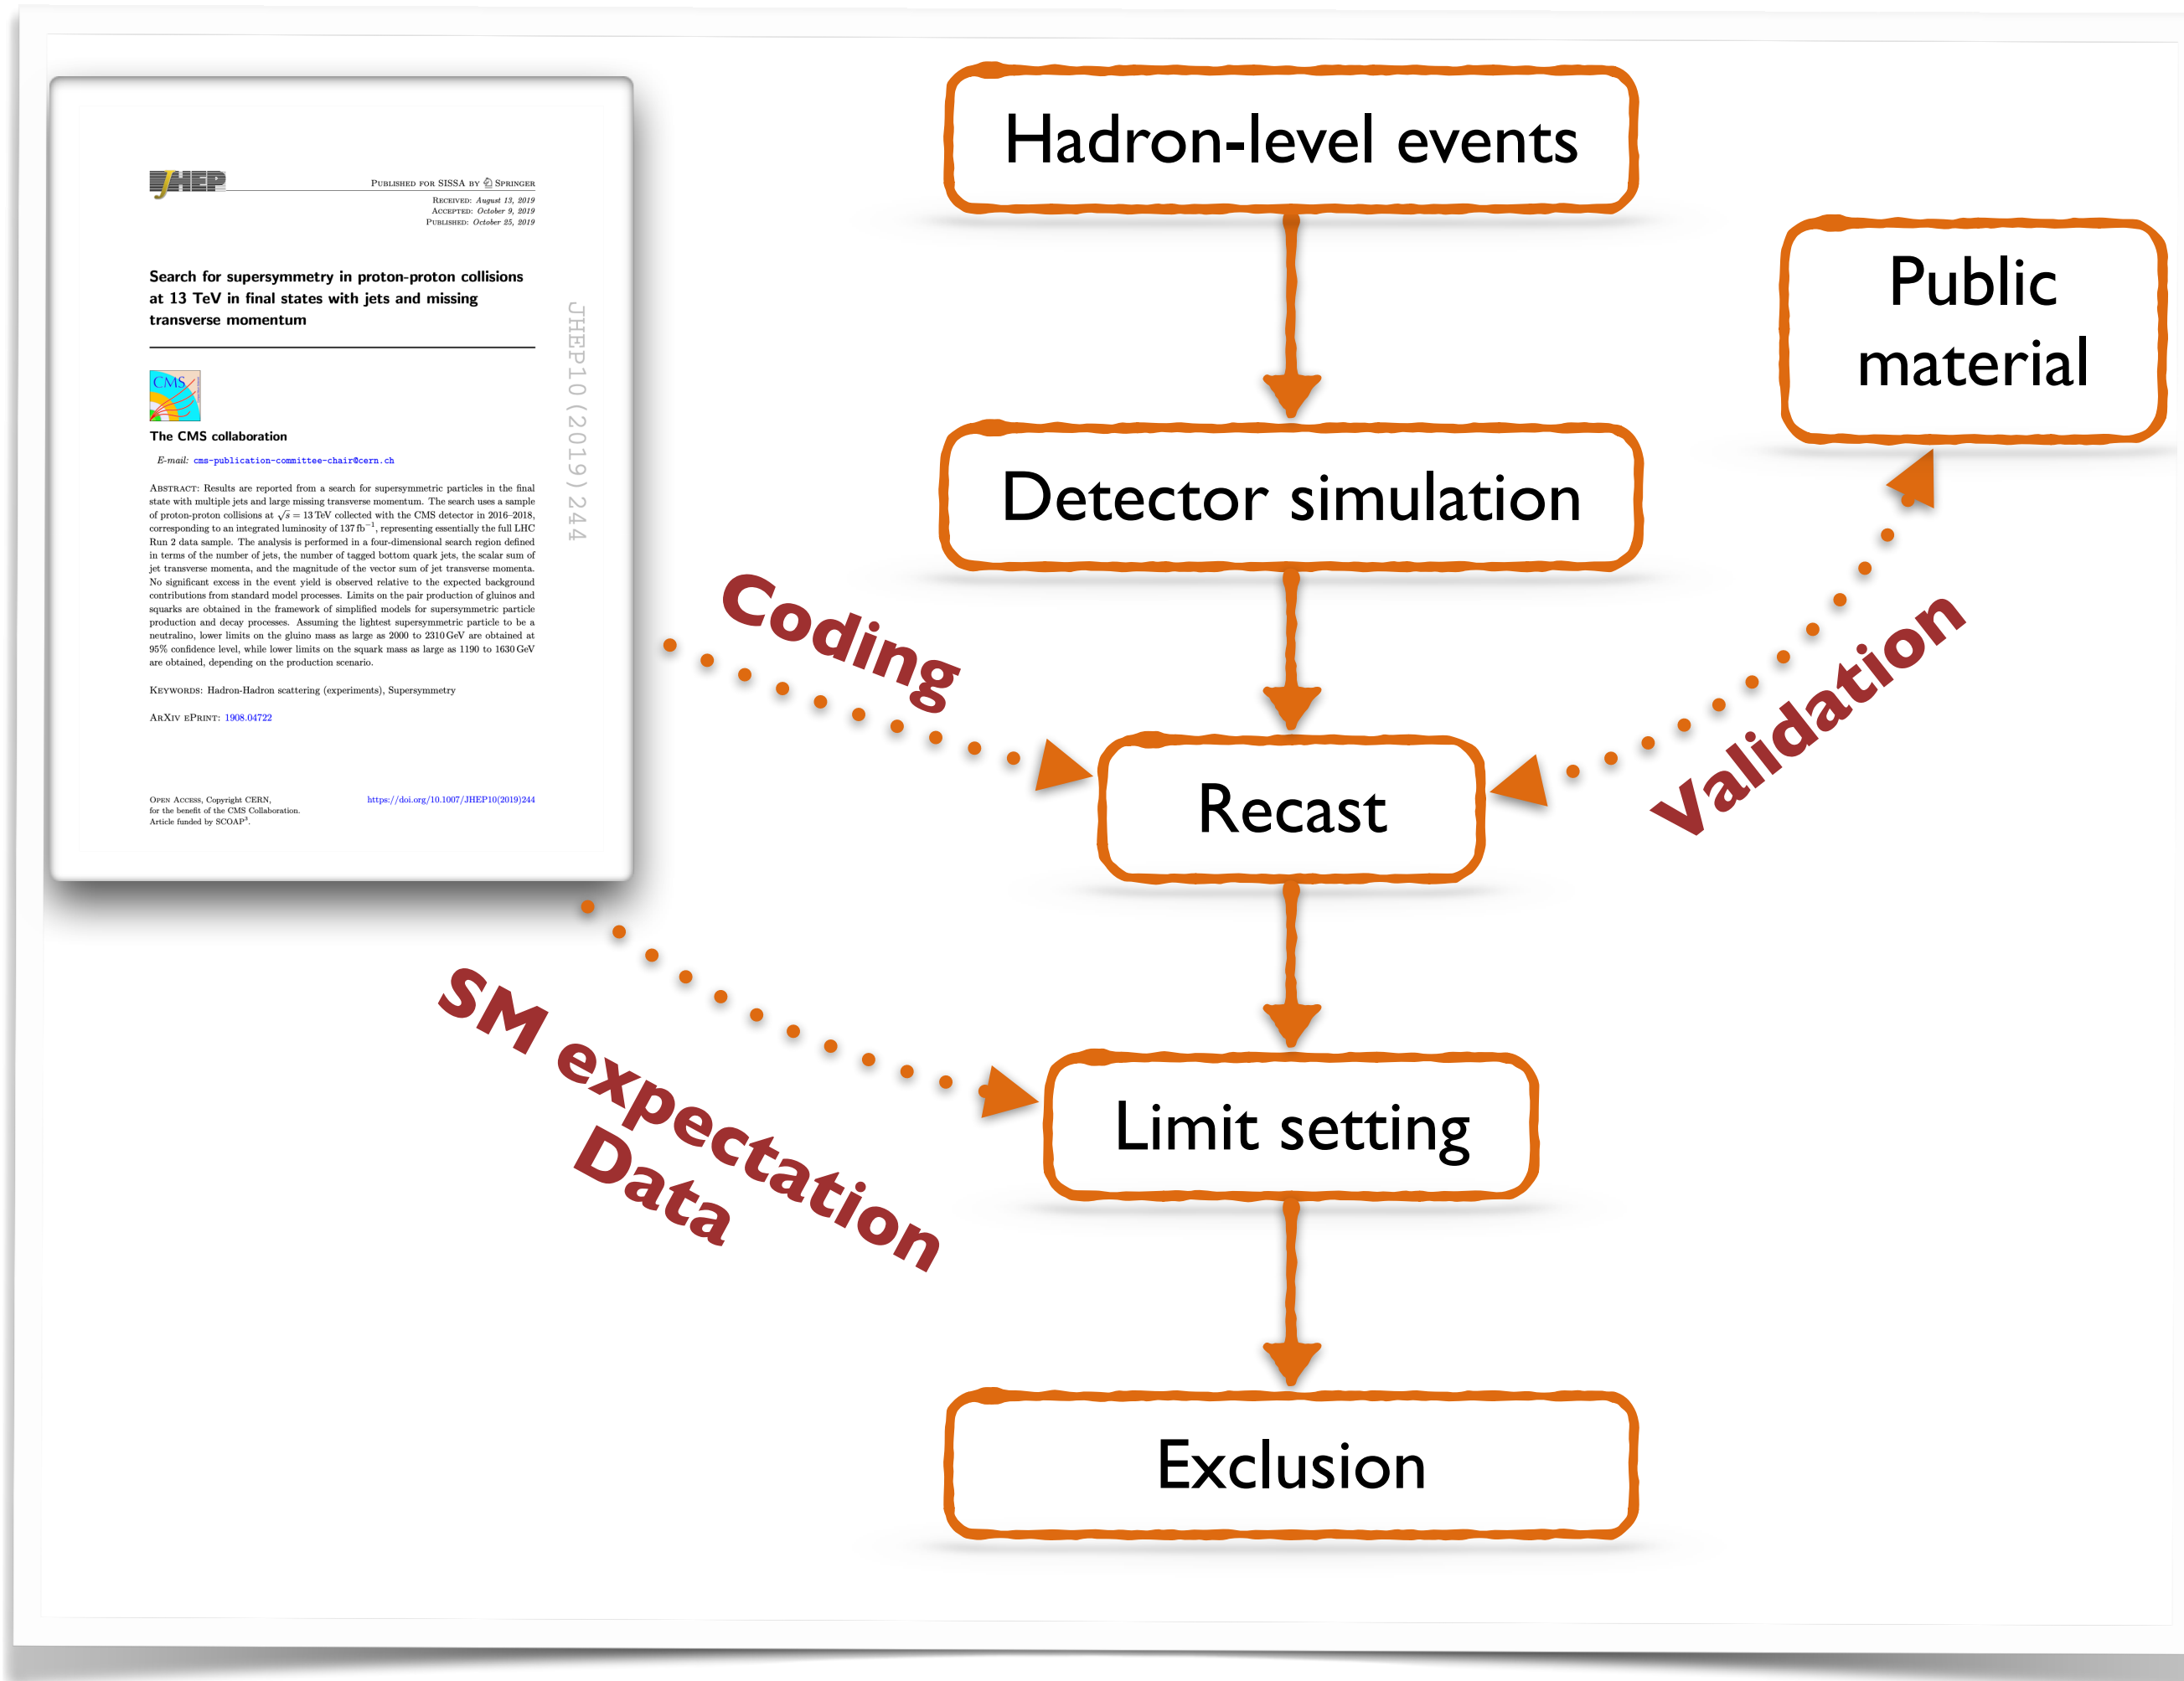 JHEP
Published for SISSA by Springer
Received: August 13, 2019
Accepted: October 9, 2019
Published: October 25, 2019
Search for supersymmetry in proton-proton collisions
at 13 TeV in final states with jets and missing
transverse momentum
CMS
The CMS collaboration
E-mail: cms-publication-committee-chair@cern.ch
Abstract: Results are reported from a search for supersymmetric particles in the final
state with multiple jets and large missing transverse momentum. The search uses a sample
of proton-proton collisions at √s = 13 TeV collected with the CMS detector in 2016–2018,
corresponding to an integrated luminosity of 137 fb⁻¹, representing essentially the full LHC
Run 2 data sample. The analysis is performed in a four-dimensional search region defined
in terms of the number of jets, the number of tagged bottom quark jets, the scalar sum of
jet transverse momenta, and the magnitude of the vector sum of jet transverse momenta.
No significant excess in the event yield is observed relative to the expected background
contributions from standard model processes. Limits on the pair production of gluinos and
squarks are obtained in the framework of simplified models for supersymmetric particle
production and decay processes. Assuming the lightest supersymmetric particle to be a
neutralino, lower limits on the gluino mass as large as 2000 to 2310 GeV are obtained at
95% confidence level, while lower limits on the squark mass as large as 1190 to 1630 GeV
are obtained, depending on the production scenario.
Keywords: Hadron-Hadron scattering (experiments), Supersymmetry
ArXiv ePrint: 1908.04722
Open Access, Copyright CERN,
for the benefit of the CMS Collaboration.
Article funded by SCOAP³.
https://doi.org/10.1007/JHEP10(2019)244
JHEP10(2019)244
Hadron-level events
Public
material
Detector simulation
Coding
Validation
Recast
SM expectation
Data
Limit setting
Exclusion